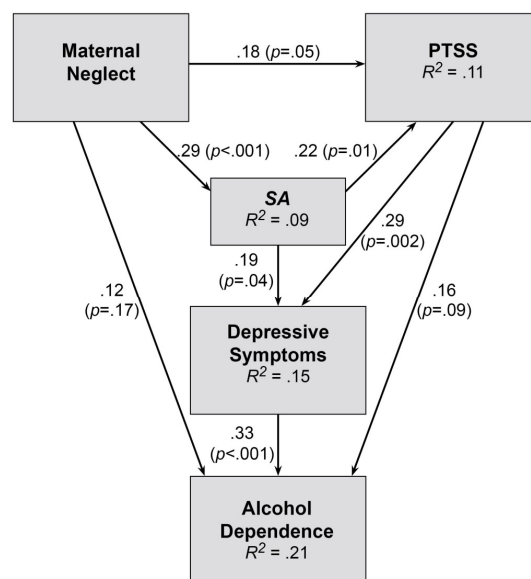 Maternal
Neglect
.18 (p=.05)
PTSS
R² = .11
.29 (p<.001)
.22 (p=.01)
SA
R² = .09
.19
(p=.04)
.29
(p=.002)
.12
(p=.17)
.16
(p=.09)
Depressive
Symptoms
R² = .15
.33
(p<.001)
Alcohol
Dependence
R² = .21